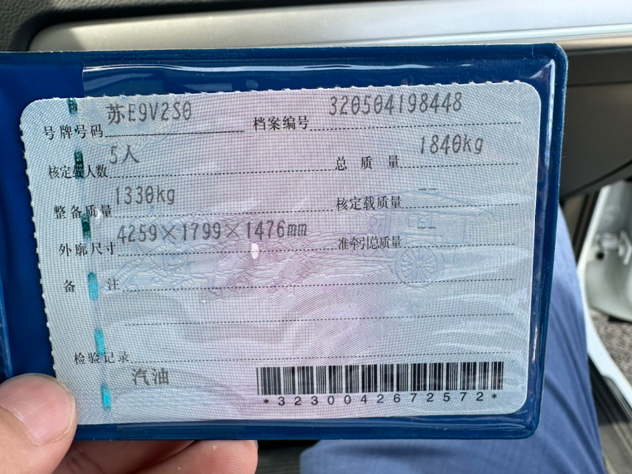 号牌号码 苏E9V2S0 档案编号 320504198448
核定载人数 5人 总质量 1840kg
整备质量 1330kg 核定载质量 --
外廓尺寸 4259×1799×1476mm 准牵引总质量 --
备注
检验记录
汽油
*3230042672572*